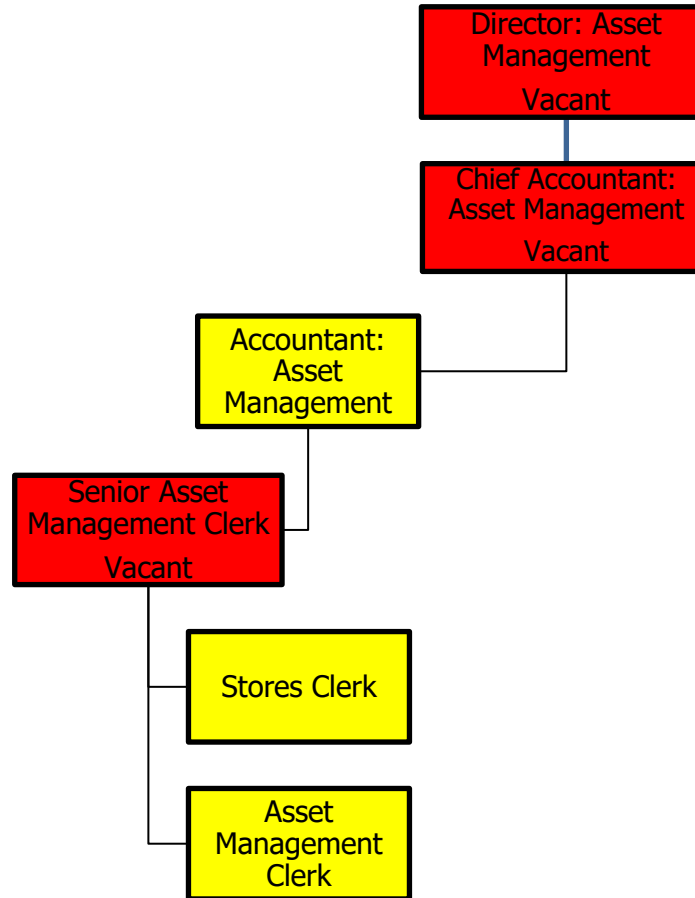 Director: Asset
Management
Vacant
Chief Accountant:
Asset Management
Vacant
Accountant:
Asset
Management
Senior Asset
Management Clerk
Vacant
Stores Clerk
Asset
Management
Clerk